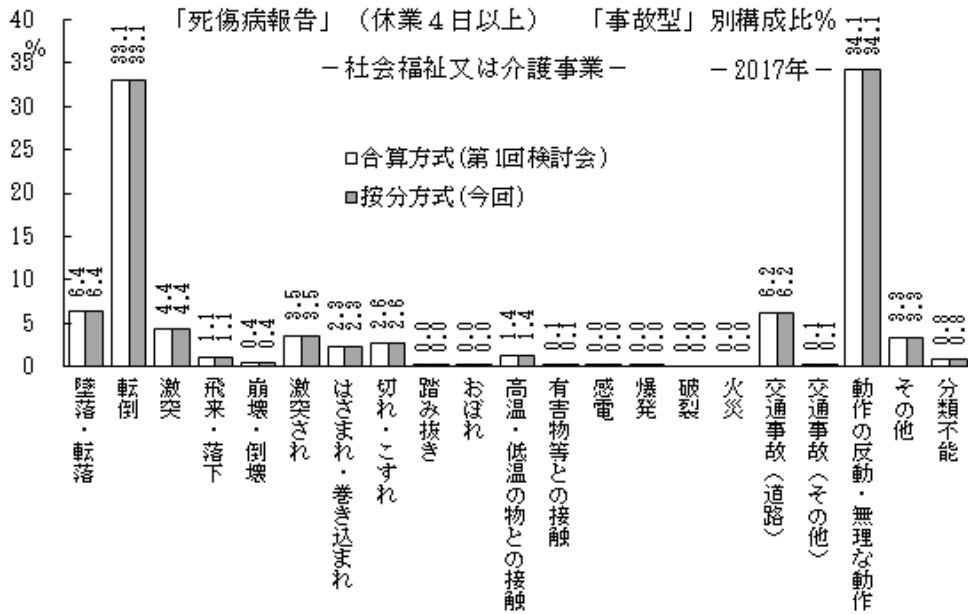 「死傷病報告」（休業４日以上）　「事故型」別構成比%
－社会福祉又は介護事業－　－2017年－
%
40
35
30
25
20
15
10
5
0
□合算方式(第1回検討会)
■按分方式(今回)
6.4 6.4
33.1 33.1
4.4 4.4
1.1 1.1
0.4 0.4
3.5 3.5
2.3 2.3
2.6 2.6
0.0 0.0
0.0 0.0
1.4 1.4
0.1 0.1
0.0 0.0
0.0 0.0
0.0 0.0
0.0 0.0
6.2 6.2
0.1 0.1
34.1 34.1
3.3 3.3
0.8 0.8
墜落・転落
転倒
激突
飛来・落下
崩壊・倒壊
激突され
はさまれ・巻き込まれ
切れ・こすれ
踏み抜き
おぼれ
高温・低温の物との接触
有害物等との接触
感電
爆発
破裂
火災
交通事故（道路）
交通事故（その他）
動作の反動・無理な動作
その他
分類不能